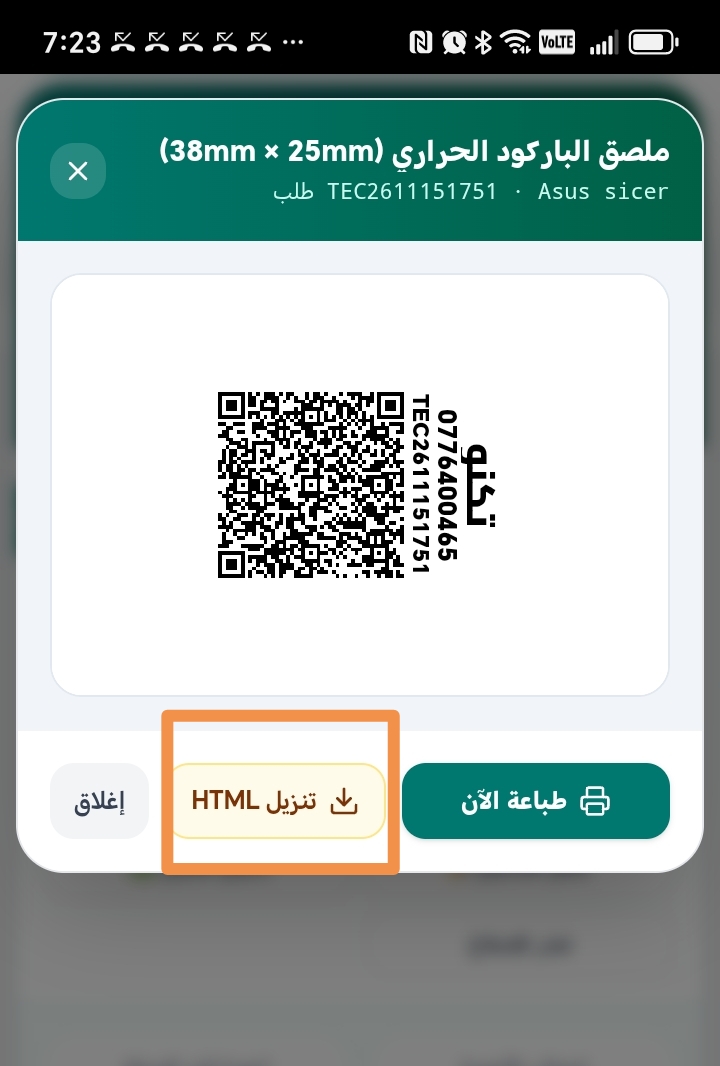 7:23
VoLTE
ملصق الباركود الحراري (38mm × 25mm)
طلب TEC2611151751 · Asus sicer
تكنو
0776400465
TEC2611151751
طباعة الآن
تنزيل HTML
إغلاق